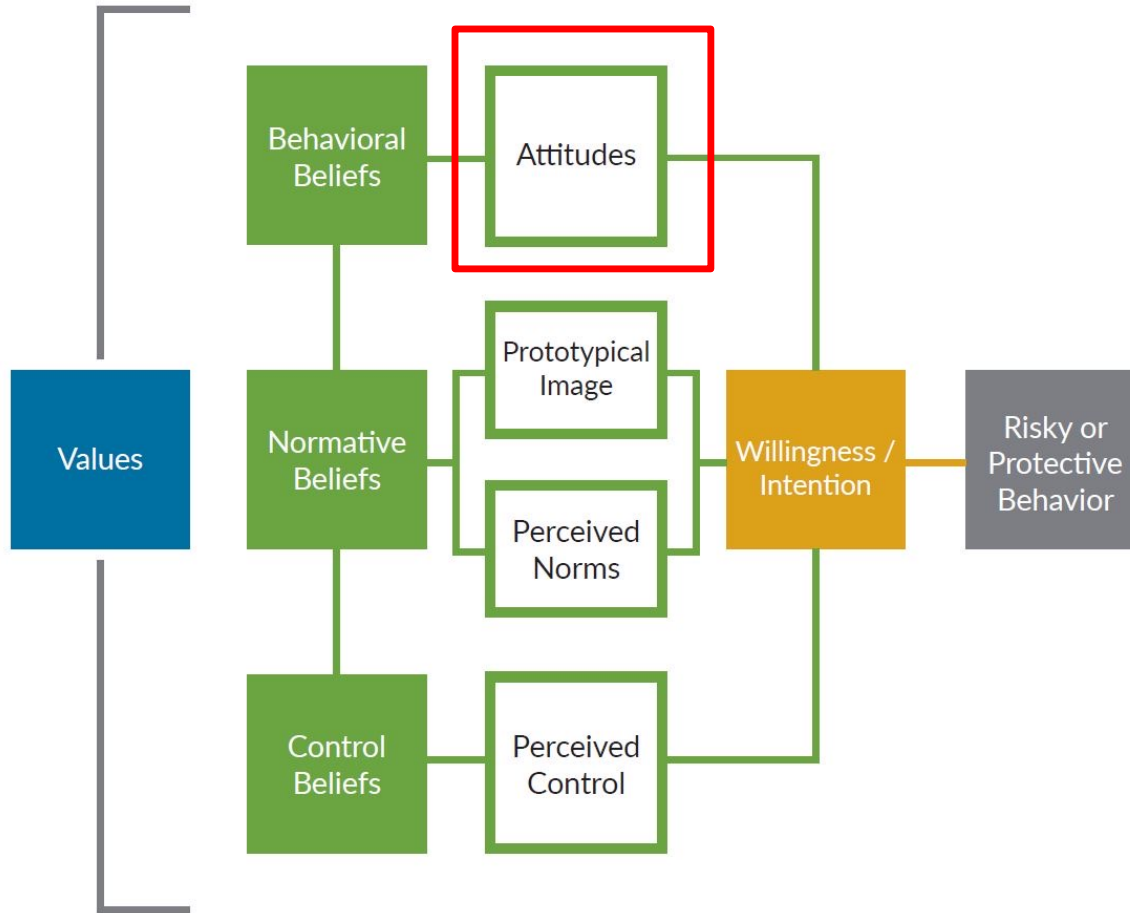 Behavioral
Beliefs
Attitudes
Prototypical
Image
Values
Normative
Beliefs
Willingness /
Intention
Risky or
Protective
Behavior
Perceived
Norms
Control
Beliefs
Perceived
Control